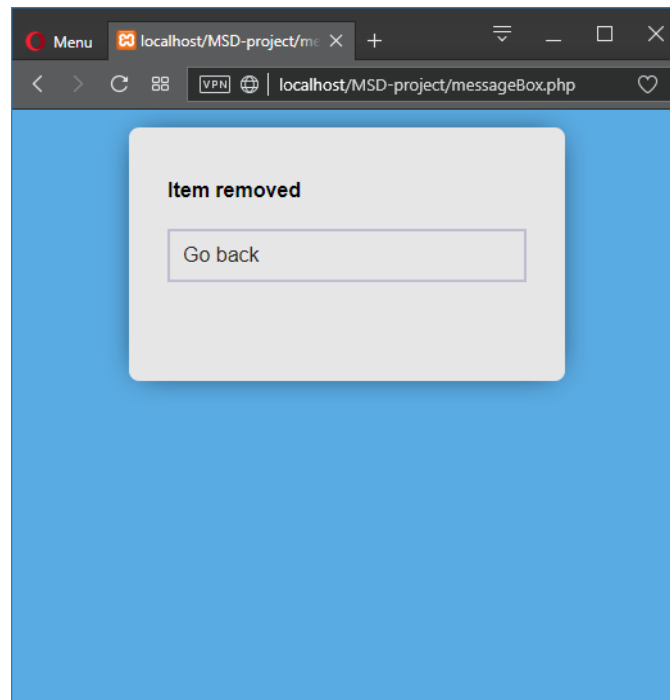 Menu
localhost/MSD-project/me
VPN localhost/MSD-project/messageBox.php
Item removed
Go back